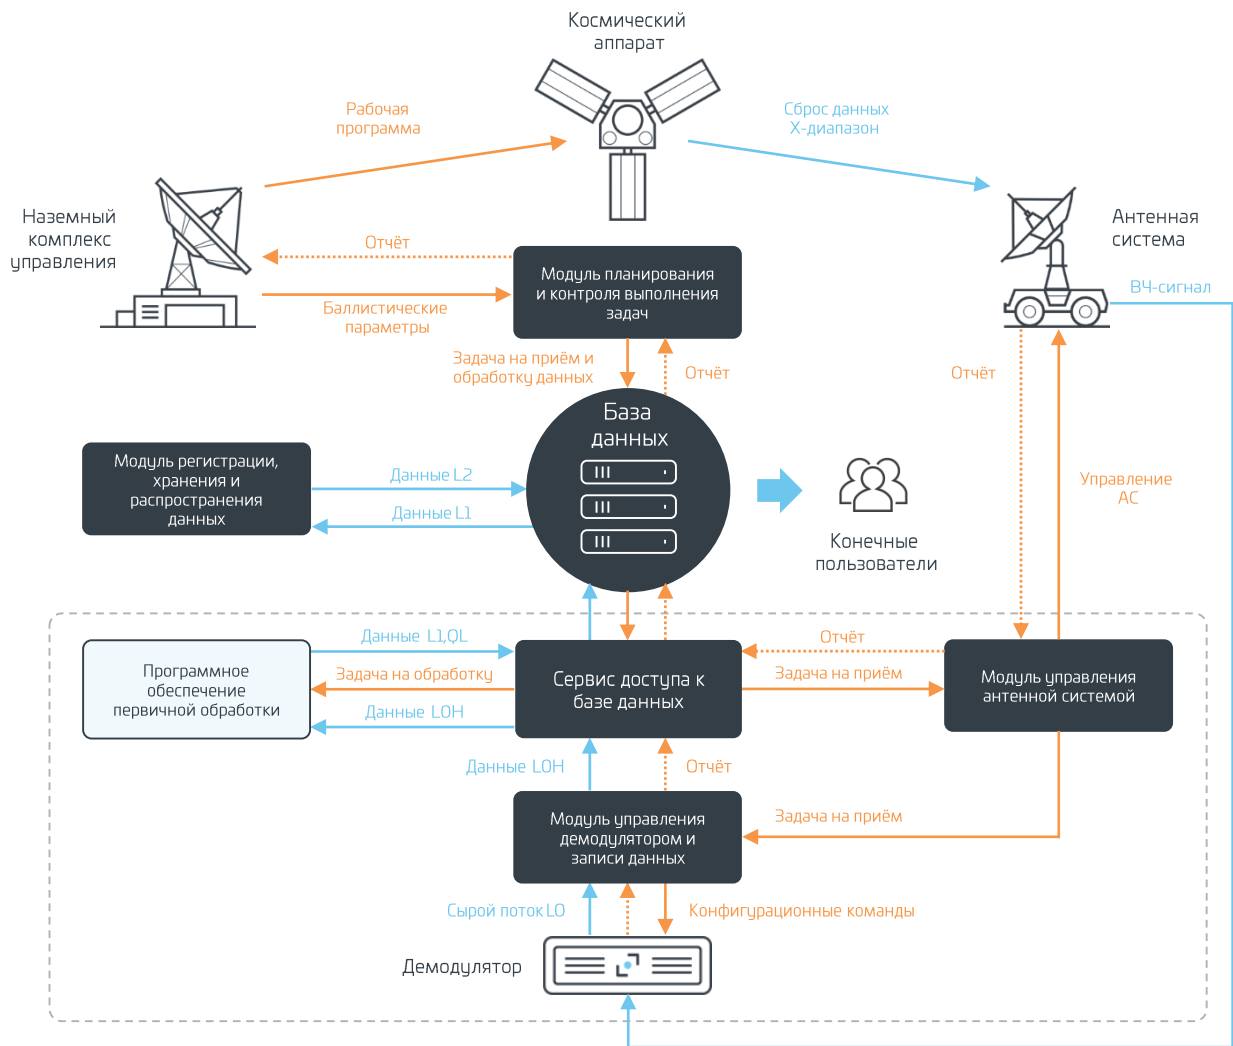 Космический
аппарат
Рабочая
программа
Сброс данных
X-диапазон
Наземный
комплекс
управления
Антенная
система
Отчёт
Баллистические
параметры
Модуль планирования
и контроля выполнения
задач
ВЧ-сигнал
Задача на приём и
обработку данных
Отчёт
Отчёт
База
данных
Модуль регистрации,
хранения и
распространения
данных
Данные L2
Данные L1
Управление
АС
Конечные
пользователи
Данные L1,QL
Задача на обработку
Данные L0H
Программное
обеспечение
первичной обработки
Сервис доступа к
базе данных
Отчёт
Задача на приём
Модуль управления
антенной системой
Данные L0H
Отчёт
Модуль управления
демодулятором и
записи данных
Задача на приём
Сырой поток L0
Конфигурационные команды
Демодулятор